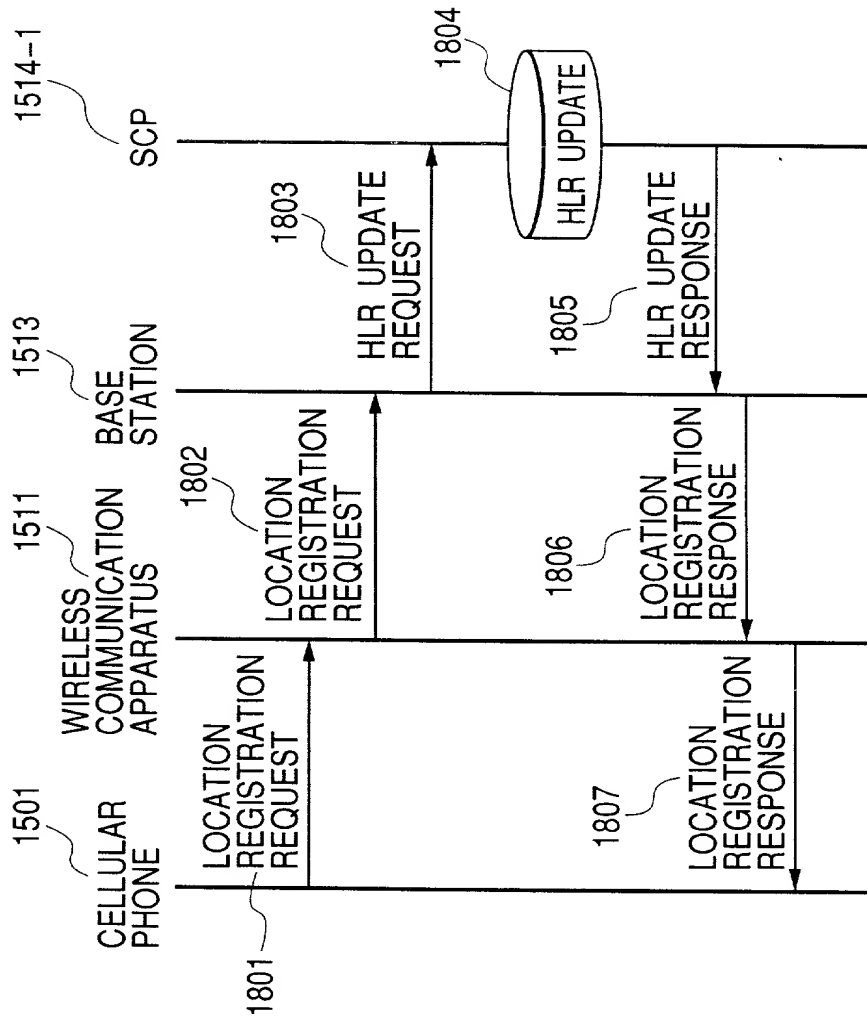 1501
CELLULAR
PHONE
1511
WIRELESS
COMMUNICATION
APPARATUS
1513
BASE
STATION
1514-1
SCP
1801
LOCATION
REGISTRATION
REQUEST
1802
LOCATION
REGISTRATION
REQUEST
1803
HLR UPDATE
REQUEST
1804
HLR UPDATE
1805
HLR UPDATE
RESPONSE
1806
LOCATION
REGISTRATION
RESPONSE
1807
LOCATION
REGISTRATION
RESPONSE